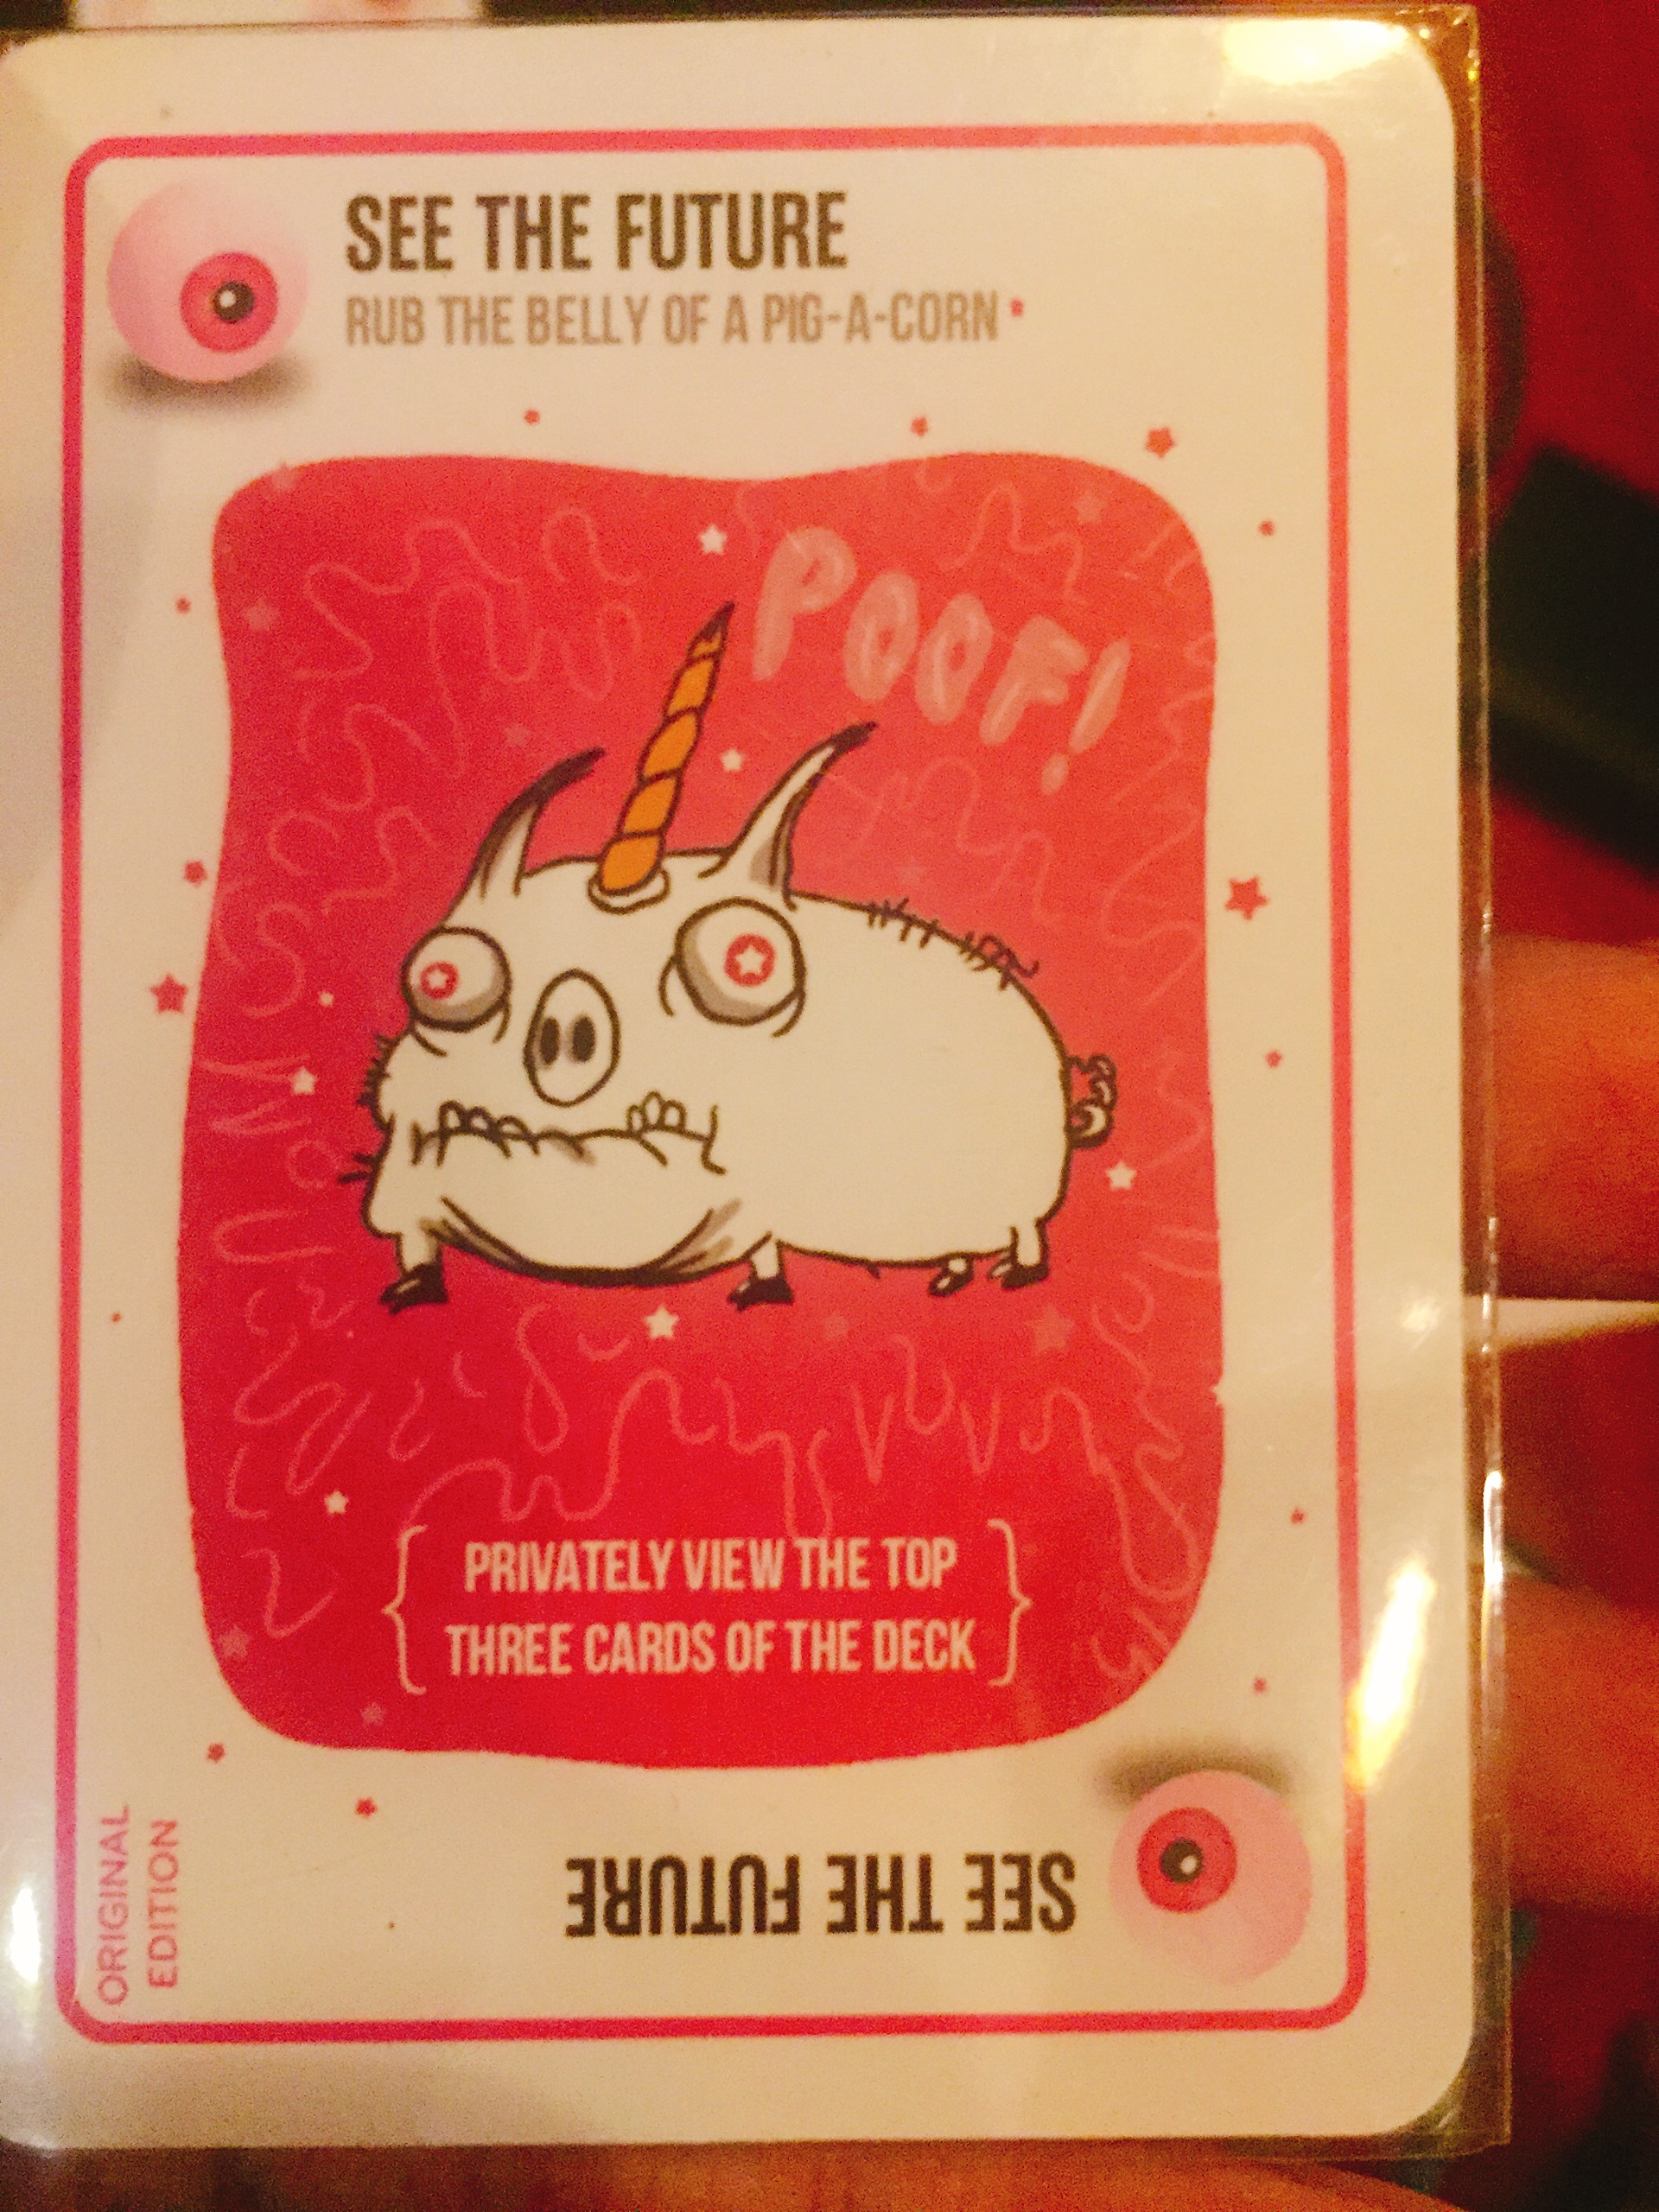 SEE THE FUTURE
RUB THE BELLY OF A PIG-A-CORN
POOF!
{ PRIVATELY VIEW THE TOP
THREE CARDS OF THE DECK }
ORIGINAL
EDITION
SEE THE FUTURE